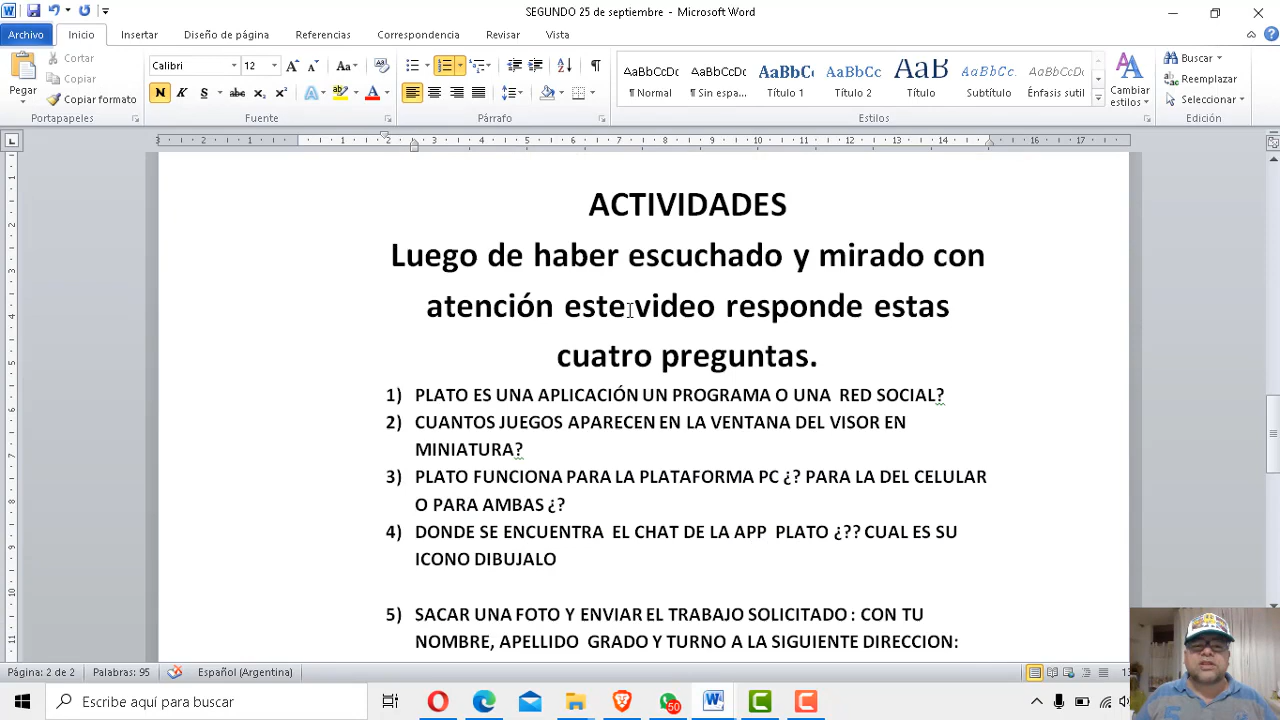 SEGUNDO 25 de septiembre - Microsoft Word
Archivo Inicio Insertar Diseño de página Referencias Correspondencia Revisar Vista
Pegar
Cortar
Copiar
Copiar formato
Portapapeles
Calibri 12
Fuente
Párrafo
AaBbCcDc AaBbCcDc AaBbC AaBbCc AaB AaBbCc. AaBbCcDc
¶ Normal ¶ Sin espa... Título 1 Título 2 Título Subtítulo Énfasis sutil
Cambiar estilos
Estilos
Buscar
Reemplazar
Seleccionar
Edición
ACTIVIDADES
Luego de haber escuchado y mirado con
atención este video responde estas
cuatro preguntas.
1) PLATO ES UNA APLICACIÓN UN PROGRAMA O UNA RED SOCIAL?
2) CUANTOS JUEGOS APARECEN EN LA VENTANA DEL VISOR EN
MINIATURA?
3) PLATO FUNCIONA PARA LA PLATAFORMA PC ¿? PARA LA DEL CELULAR
O PARA AMBAS ¿?
4) DONDE SE ENCUENTRA EL CHAT DE LA APP PLATO ¿?? CUAL ES SU
ICONO DIBUJALO
5) SACAR UNA FOTO Y ENVIAR EL TRABAJO SOLICITADO : CON TU
NOMBRE, APELLIDO GRADO Y TURNO A LA SIGUIENTE DIRECCION:
Página: 2 de 2 Palabras: 95 Español (Argentina)
Escribe aquí para buscar
50